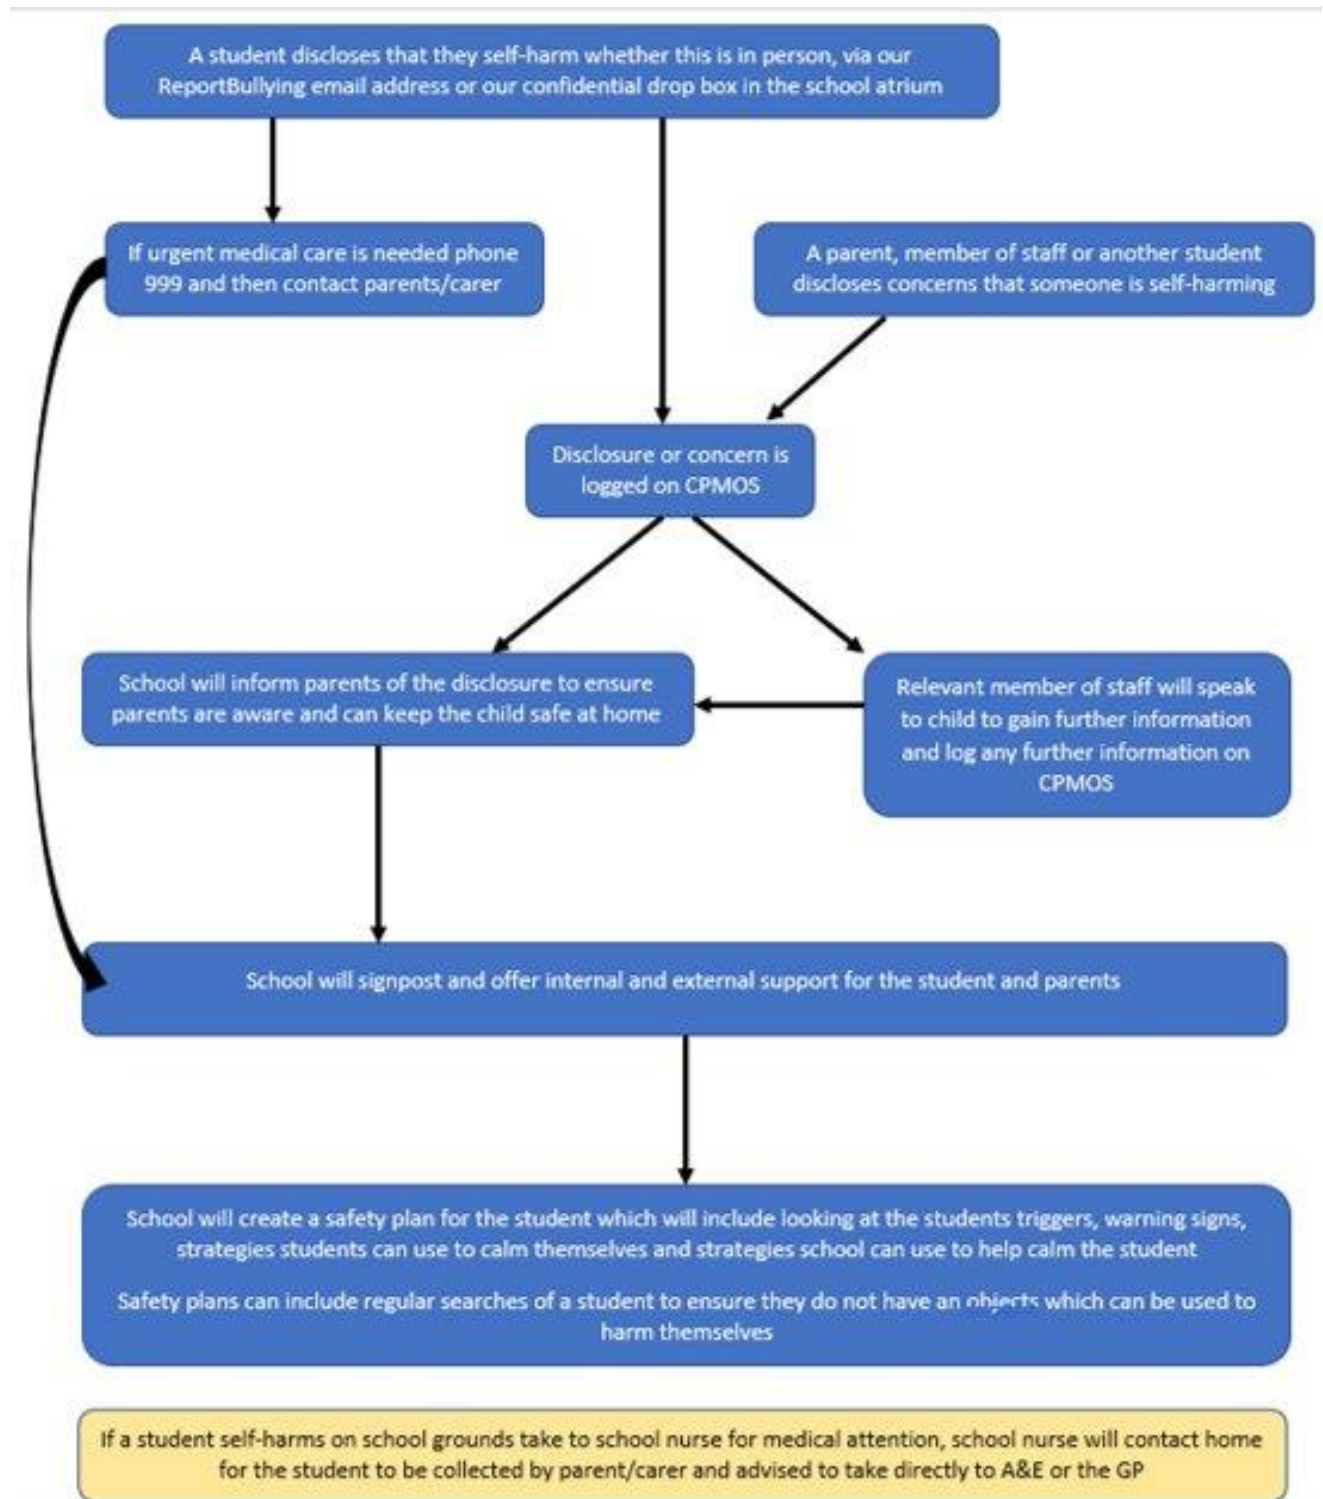 A student discloses that they self-harm whether this is in person, via our
ReportBullying email address or our confidential drop box in the school atrium
If urgent medical care is needed phone
999 and then contact parents/carer
A parent, member of staff or another student
discloses concerns that someone is self-harming
Disclosure or concern is
logged on CPMOS
School will inform parents of the disclosure to ensure
parents are aware and can keep the child safe at home
Relevant member of staff will speak
to child to gain further information
and log any further information on
CPMOS
School will signpost and offer internal and external support for the student and parents
School will create a safety plan for the student which will include looking at the students triggers, warning signs,
strategies students can use to calm themselves and strategies school can use to help calm the student
Safety plans can include regular searches of a student to ensure they do not have an objects which can be used to
harm themselves
If a student self-harms on school grounds take to school nurse for medical attention, school nurse will contact home
for the student to be collected by parent/carer and advised to take directly to A&E or the GP